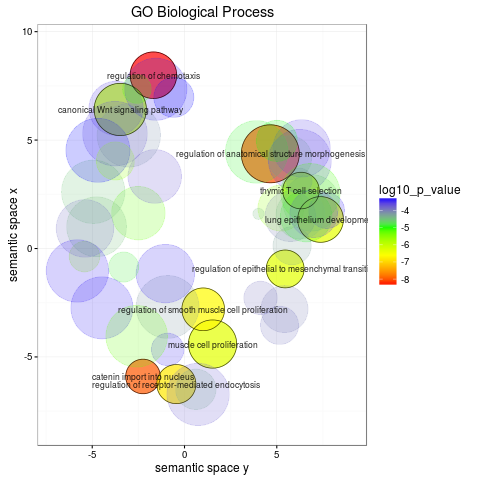 GO Biological Process
10
5
0
-5
semantic space x
regulation of chemotaxis
canonical Wnt signaling pathway
regulation of anatomical structure morphogenesis
thymic T cell selection
lung epithelium developme
regulation of epithelial to mesenchymal transiti
regulation of smooth muscle cell proliferation
muscle cell proliferation
catenin import into nucleus
regulation of receptor-mediated endocytosis
-5
0
5
semantic space y
log10_p_value
-4
-5
-6
-7
-8